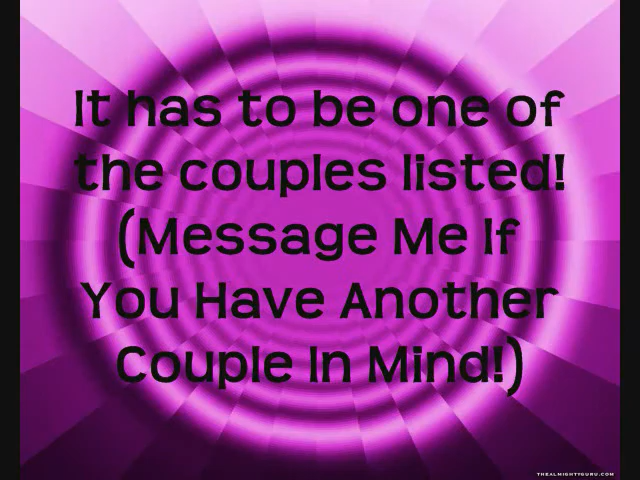 It has to be one of
the couples listed!
(Message Me If
You Have Another
Couple In Mind!)
THEALMIGHTYGURU.COM